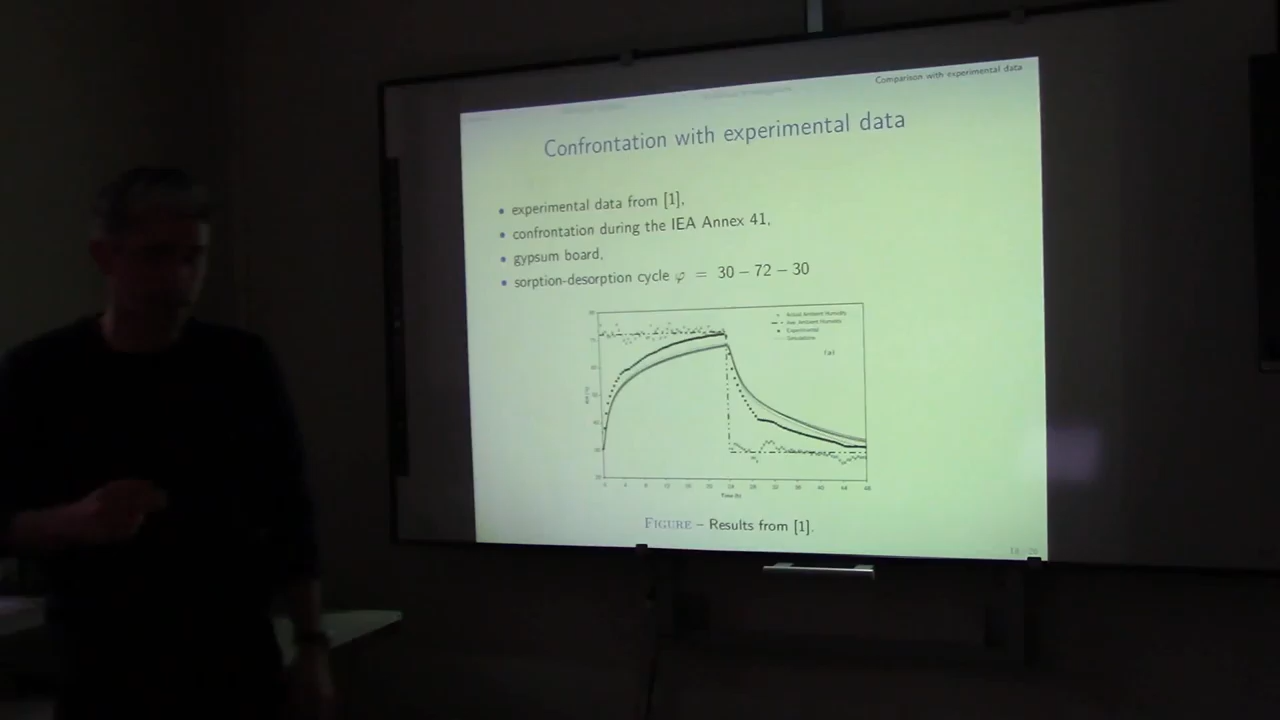 Comparison with experimental data
Confrontation with experimental data
• experimental data from [1],
• confrontation during the IEA Annex 41,
• gypsum board,
• sorption-desorption cycle φ = 30 − 72 − 30
Actual Ambient Humidity
Ambient Humidity
Experimental
Simulations
(a)
Time (h)
FIGURE – Results from [1].